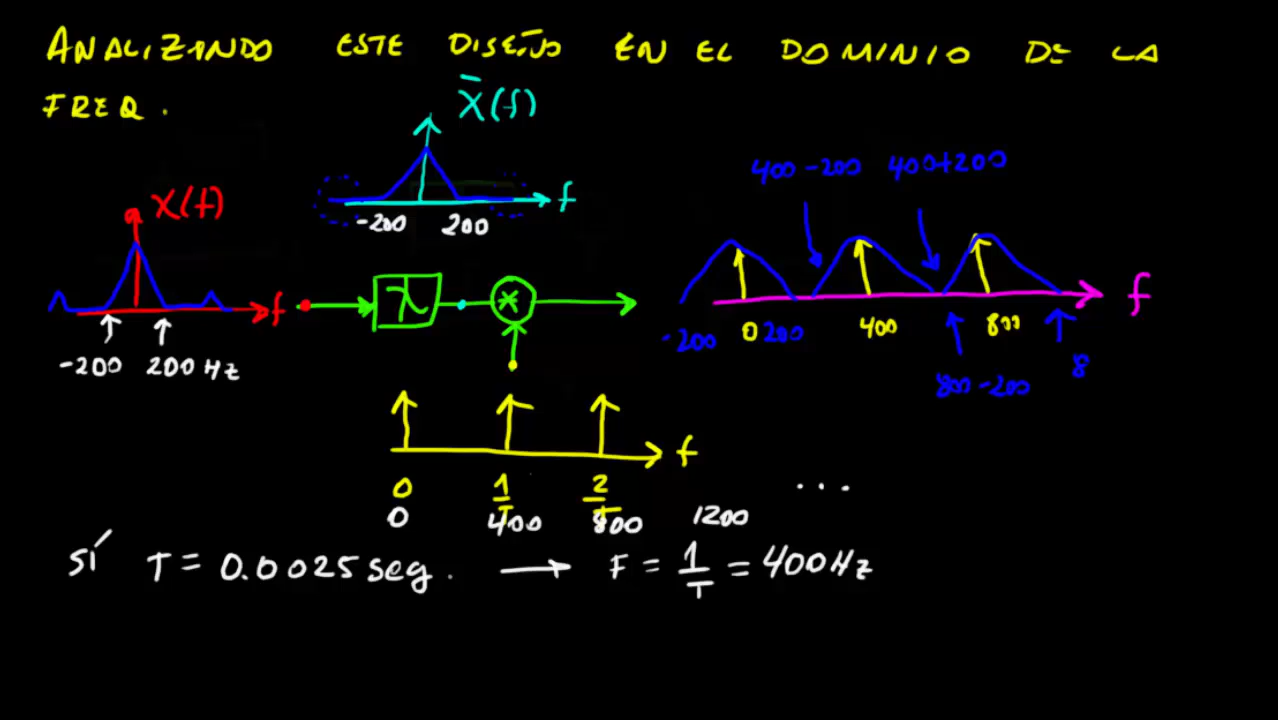 ANALIZANDO ESTE DISEÑO EN EL DOMINIO DE LA
FREQ.
X̄(f)
400-200 400+200
X(f)
f
-200 200
f
λ
*
f
-200 0 200 400 800
-200 200 Hz
800-200 8
f
0 1/T 2/T
...
0 400 800 1200
SÍ T = 0.0025 seg. → F = 1/T = 400 Hz